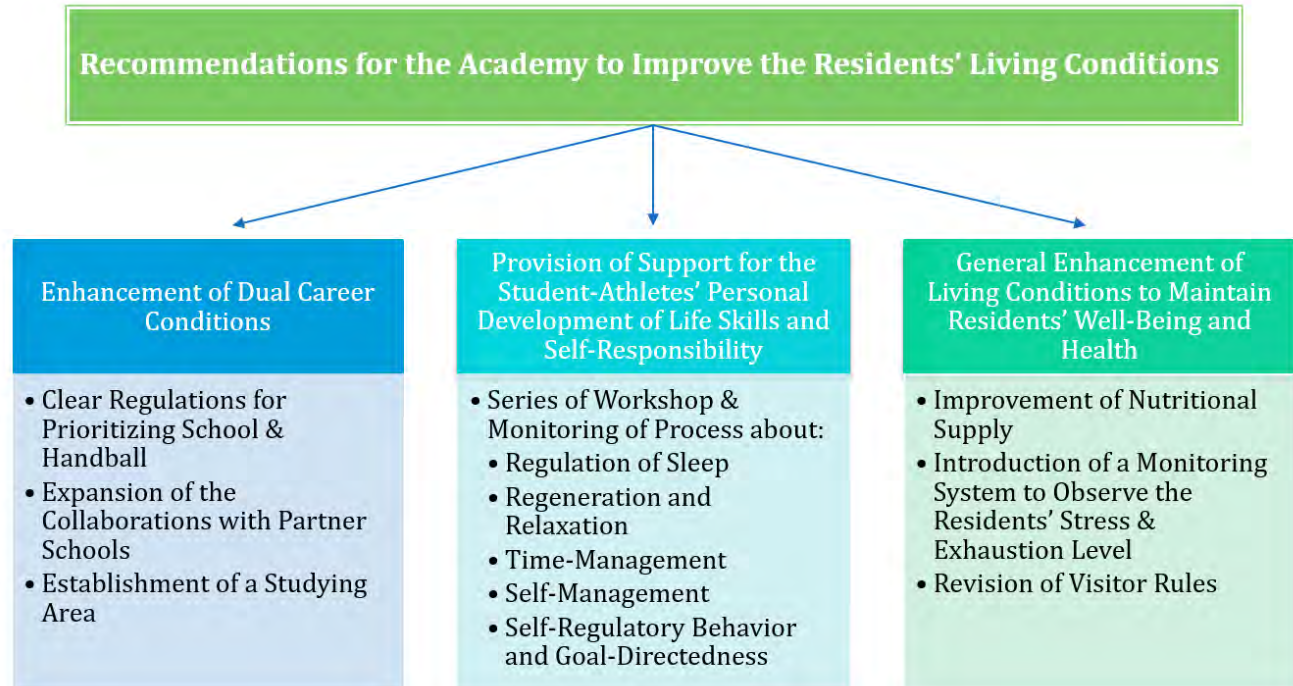 Recommendations for the Academy to Improve the Residents' Living Conditions
Enhancement of Dual Career
Conditions
• Clear Regulations for
Prioritizing School &
Handball
• Expansion of the
Collaborations with Partner
Schools
• Establishment of a Studying
Area
Provision of Support for the
Student-Athletes' Personal
Development of Life Skills and
Self-Responsibility
• Series of Workshop &
Monitoring of Process about:
• Regulation of Sleep
• Regeneration and
Relaxation
• Time-Management
• Self-Management
• Self-Regulatory Behavior
and Goal-Directedness
General Enhancement of
Living Conditions to Maintain
Residents' Well-Being and
Health
• Improvement of Nutritional
Supply
• Introduction of a Monitoring
System to Observe the
Residents' Stress &
Exhaustion Level
• Revision of Visitor Rules